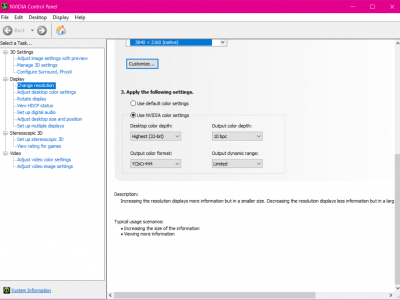 NVIDIA Control Panel
File Edit Desktop Display Help
Back
Select a Task...
3D Settings
Adjust image settings with preview
Manage 3D settings
Configure Surround, PhysX
Display
Change resolution
Adjust desktop color settings
Rotate display
View HDCP status
Set up digital audio
Adjust desktop size and position
Set up multiple displays
Stereoscopic 3D
Set up stereoscopic 3D
View rating for games
Video
Adjust video color settings
Adjust video image settings
System Information
3840 × 2160 (native)
Customize...
3. Apply the following settings.
Use default color settings
Use NVIDIA color settings
Desktop color depth: Output color depth:
Highest (32-bit) 10 bpc
Output color format: Output dynamic range:
YCbCr444 Limited
Description:
Increasing the resolution displays more information but in a smaller size. Decreasing the resolution displays less information but in a larg
Typical usage scenarios:
• Increasing the size of the information
• Viewing more information